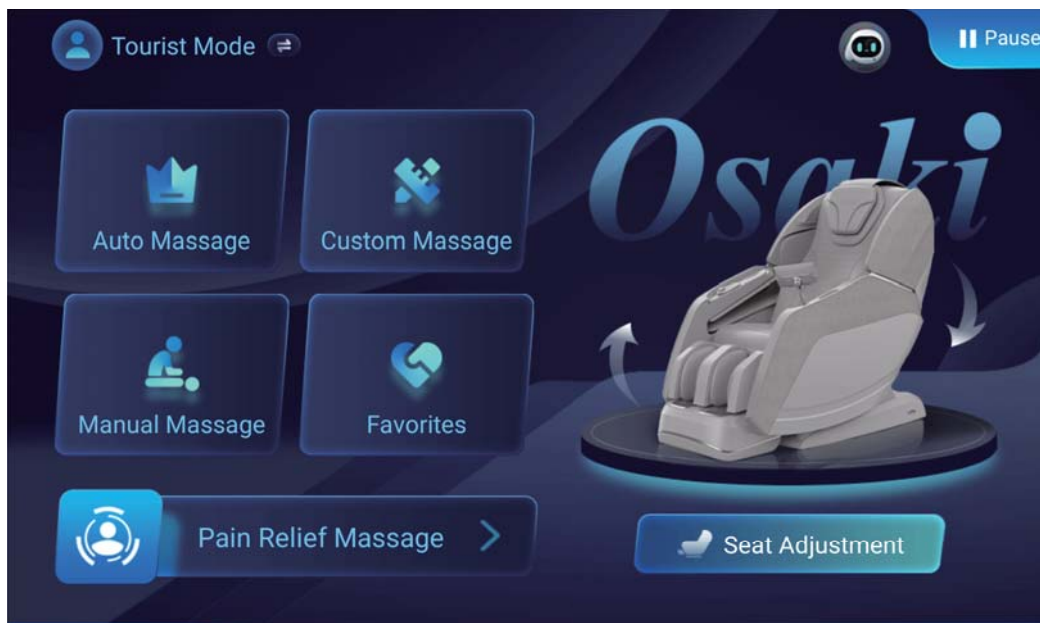 Tourist Mode
Pause
Osaki
Auto Massage
Custom Massage
Manual Massage
Favorites
Pain Relief Massage
Seat Adjustment